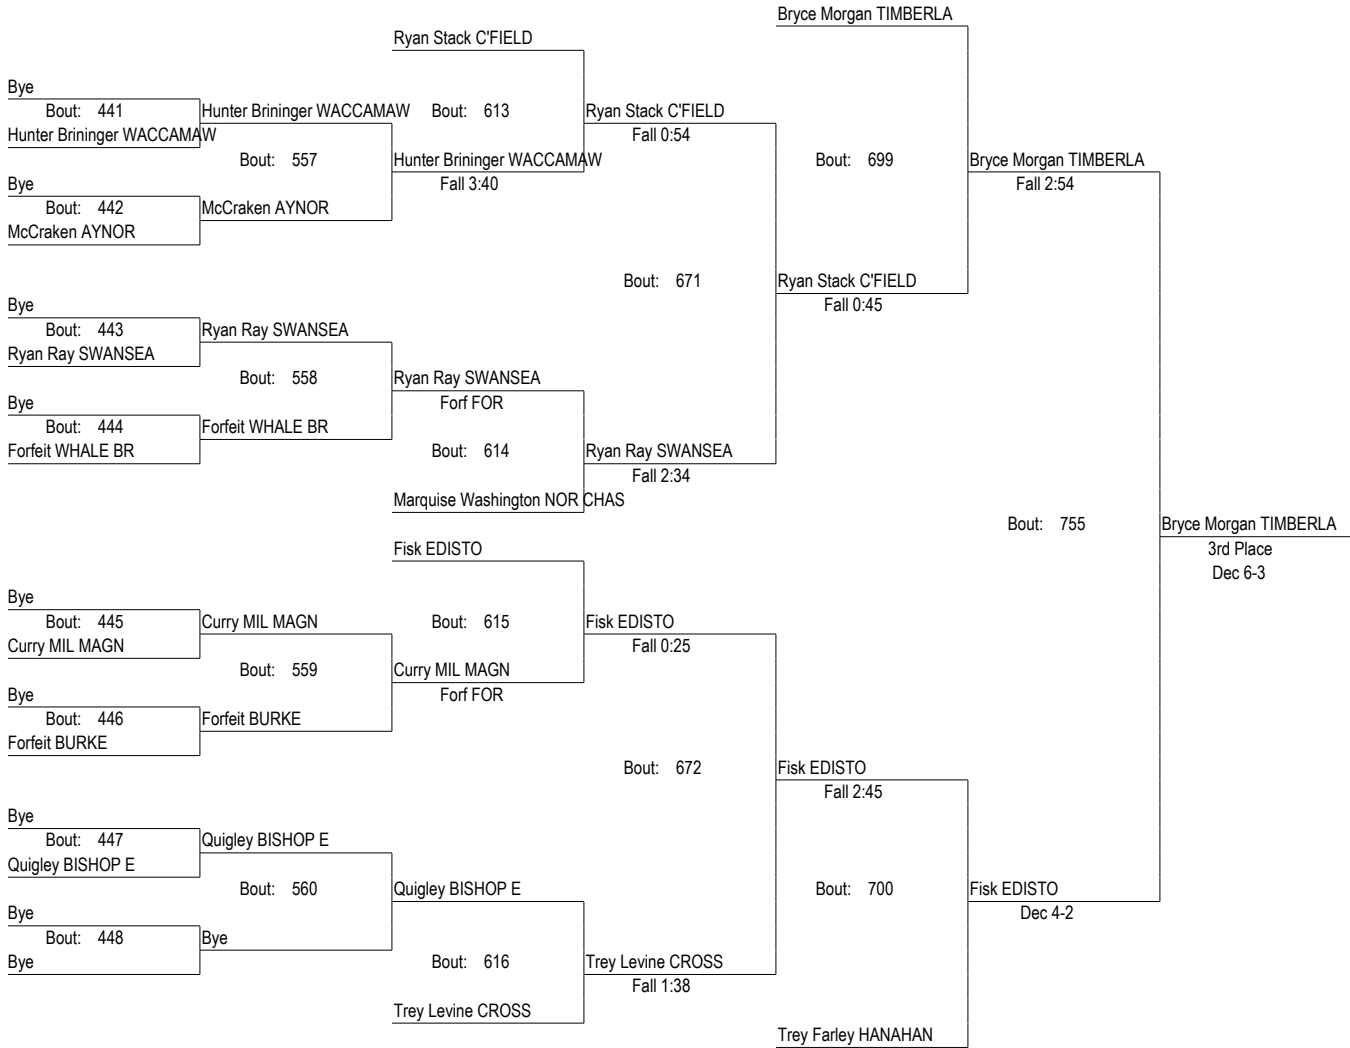 Bryce Morgan TIMBERLA
Ryan Stack C'FIELD
Bye
Bout: 441
Hunter Brininger WACCAMAW
Bout: 613
Ryan Stack C'FIELD
Hunter Brininger WACCAMAW
Fall 0:54
Bout: 557
Hunter Brininger WACCAMAW
Bout: 699
Bryce Morgan TIMBERLA
Bye
Fall 3:40
Fall 2:54
Bout: 442
McCraken AYNOR
McCraken AYNOR
Bout: 671
Ryan Stack C'FIELD
Bye
Fall 0:45
Bout: 443
Ryan Ray SWANSEA
Ryan Ray SWANSEA
Bout: 558
Ryan Ray SWANSEA
Bye
Forf FOR
Bout: 444
Forfeit WHALE BR
Forfeit WHALE BR
Bout: 614
Ryan Ray SWANSEA
Fall 2:34
Marquise Washington NOR CHAS
Bout: 755
Bryce Morgan TIMBERLA
Fisk EDISTO
3rd Place
Dec 6-3
Bye
Bout: 445
Curry MIL MAGN
Bout: 615
Fisk EDISTO
Curry MIL MAGN
Fall 0:25
Bout: 559
Curry MIL MAGN
Bye
Forf FOR
Bout: 446
Forfeit BURKE
Forfeit BURKE
Bout: 672
Fisk EDISTO
Fall 2:45
Bye
Bout: 447
Quigley BISHOP E
Quigley BISHOP E
Bout: 560
Quigley BISHOP E
Bout: 700
Fisk EDISTO
Bye
Dec 4-2
Bout: 448
Bye
Bye
Bout: 616
Trey Levine CROSS
Fall 1:38
Trey Levine CROSS
Trey Farley HANAHAN